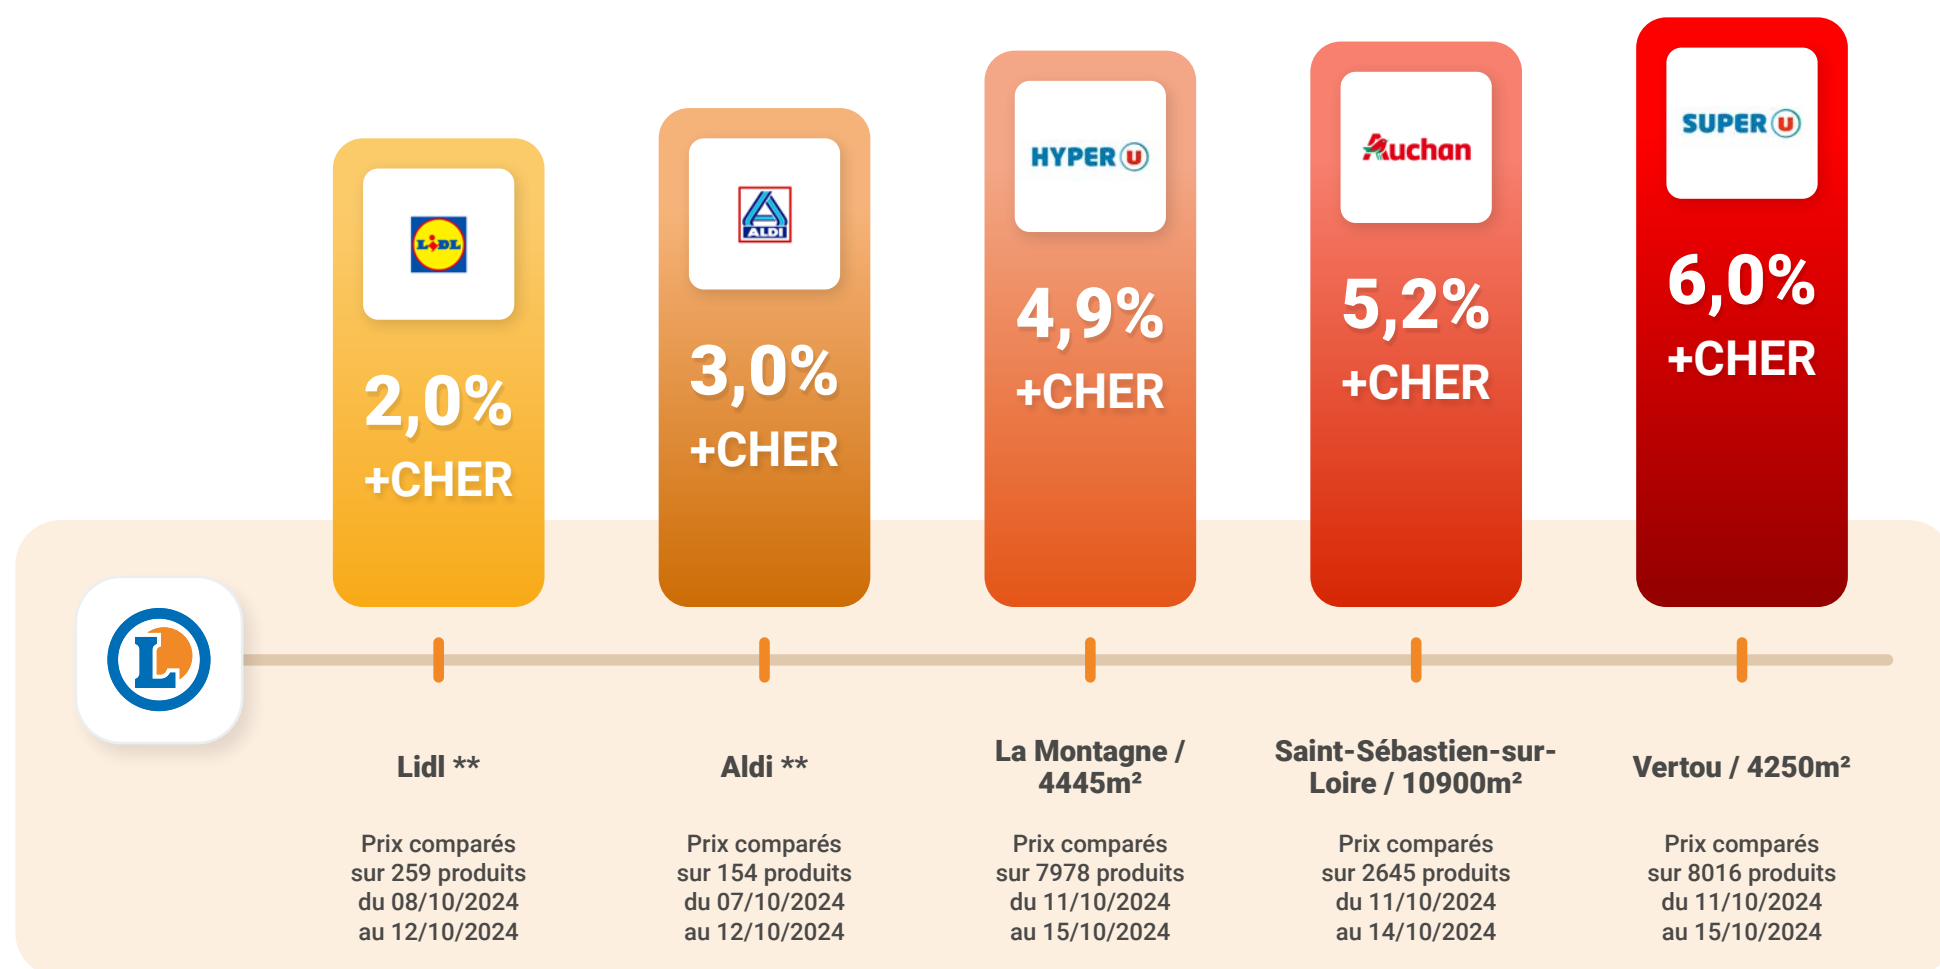 LIDL
2,0%
+CHER
ALDI
3,0%
+CHER
HYPER U
4,9%
+CHER
Auchan
5,2%
+CHER
SUPER U
6,0%
+CHER
L
Lidl **
Prix comparés
sur 259 produits
du 08/10/2024
au 12/10/2024
Aldi **
Prix comparés
sur 154 produits
du 07/10/2024
au 12/10/2024
La Montagne /
4445m²
Prix comparés
sur 7978 produits
du 11/10/2024
au 15/10/2024
Saint-Sébastien-sur-
Loire / 10900m²
Prix comparés
sur 2645 produits
du 11/10/2024
au 14/10/2024
Vertou / 4250m²
Prix comparés
sur 8016 produits
du 11/10/2024
au 15/10/2024